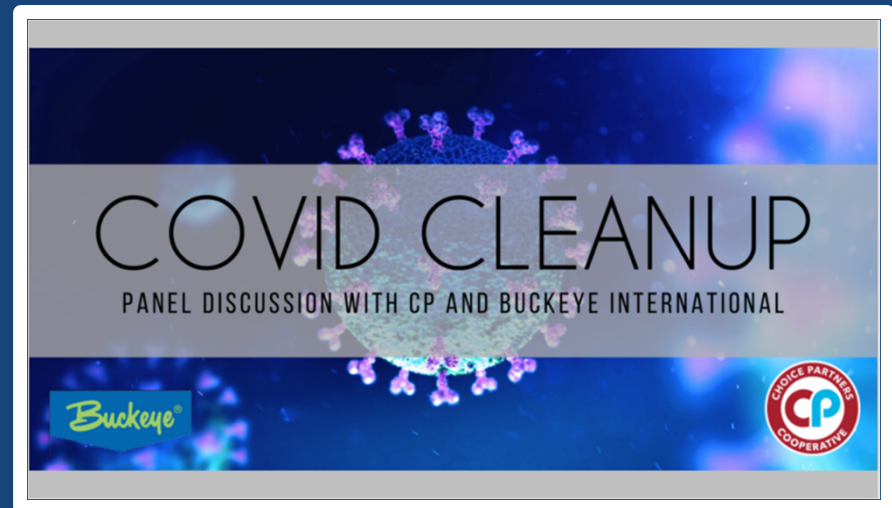 COVID CLEANUP
PANEL DISCUSSION WITH CP AND BUCKEYE INTERNATIONAL
Buckeye®
CHOICE PARTNERS
CP
COOPERATIVE